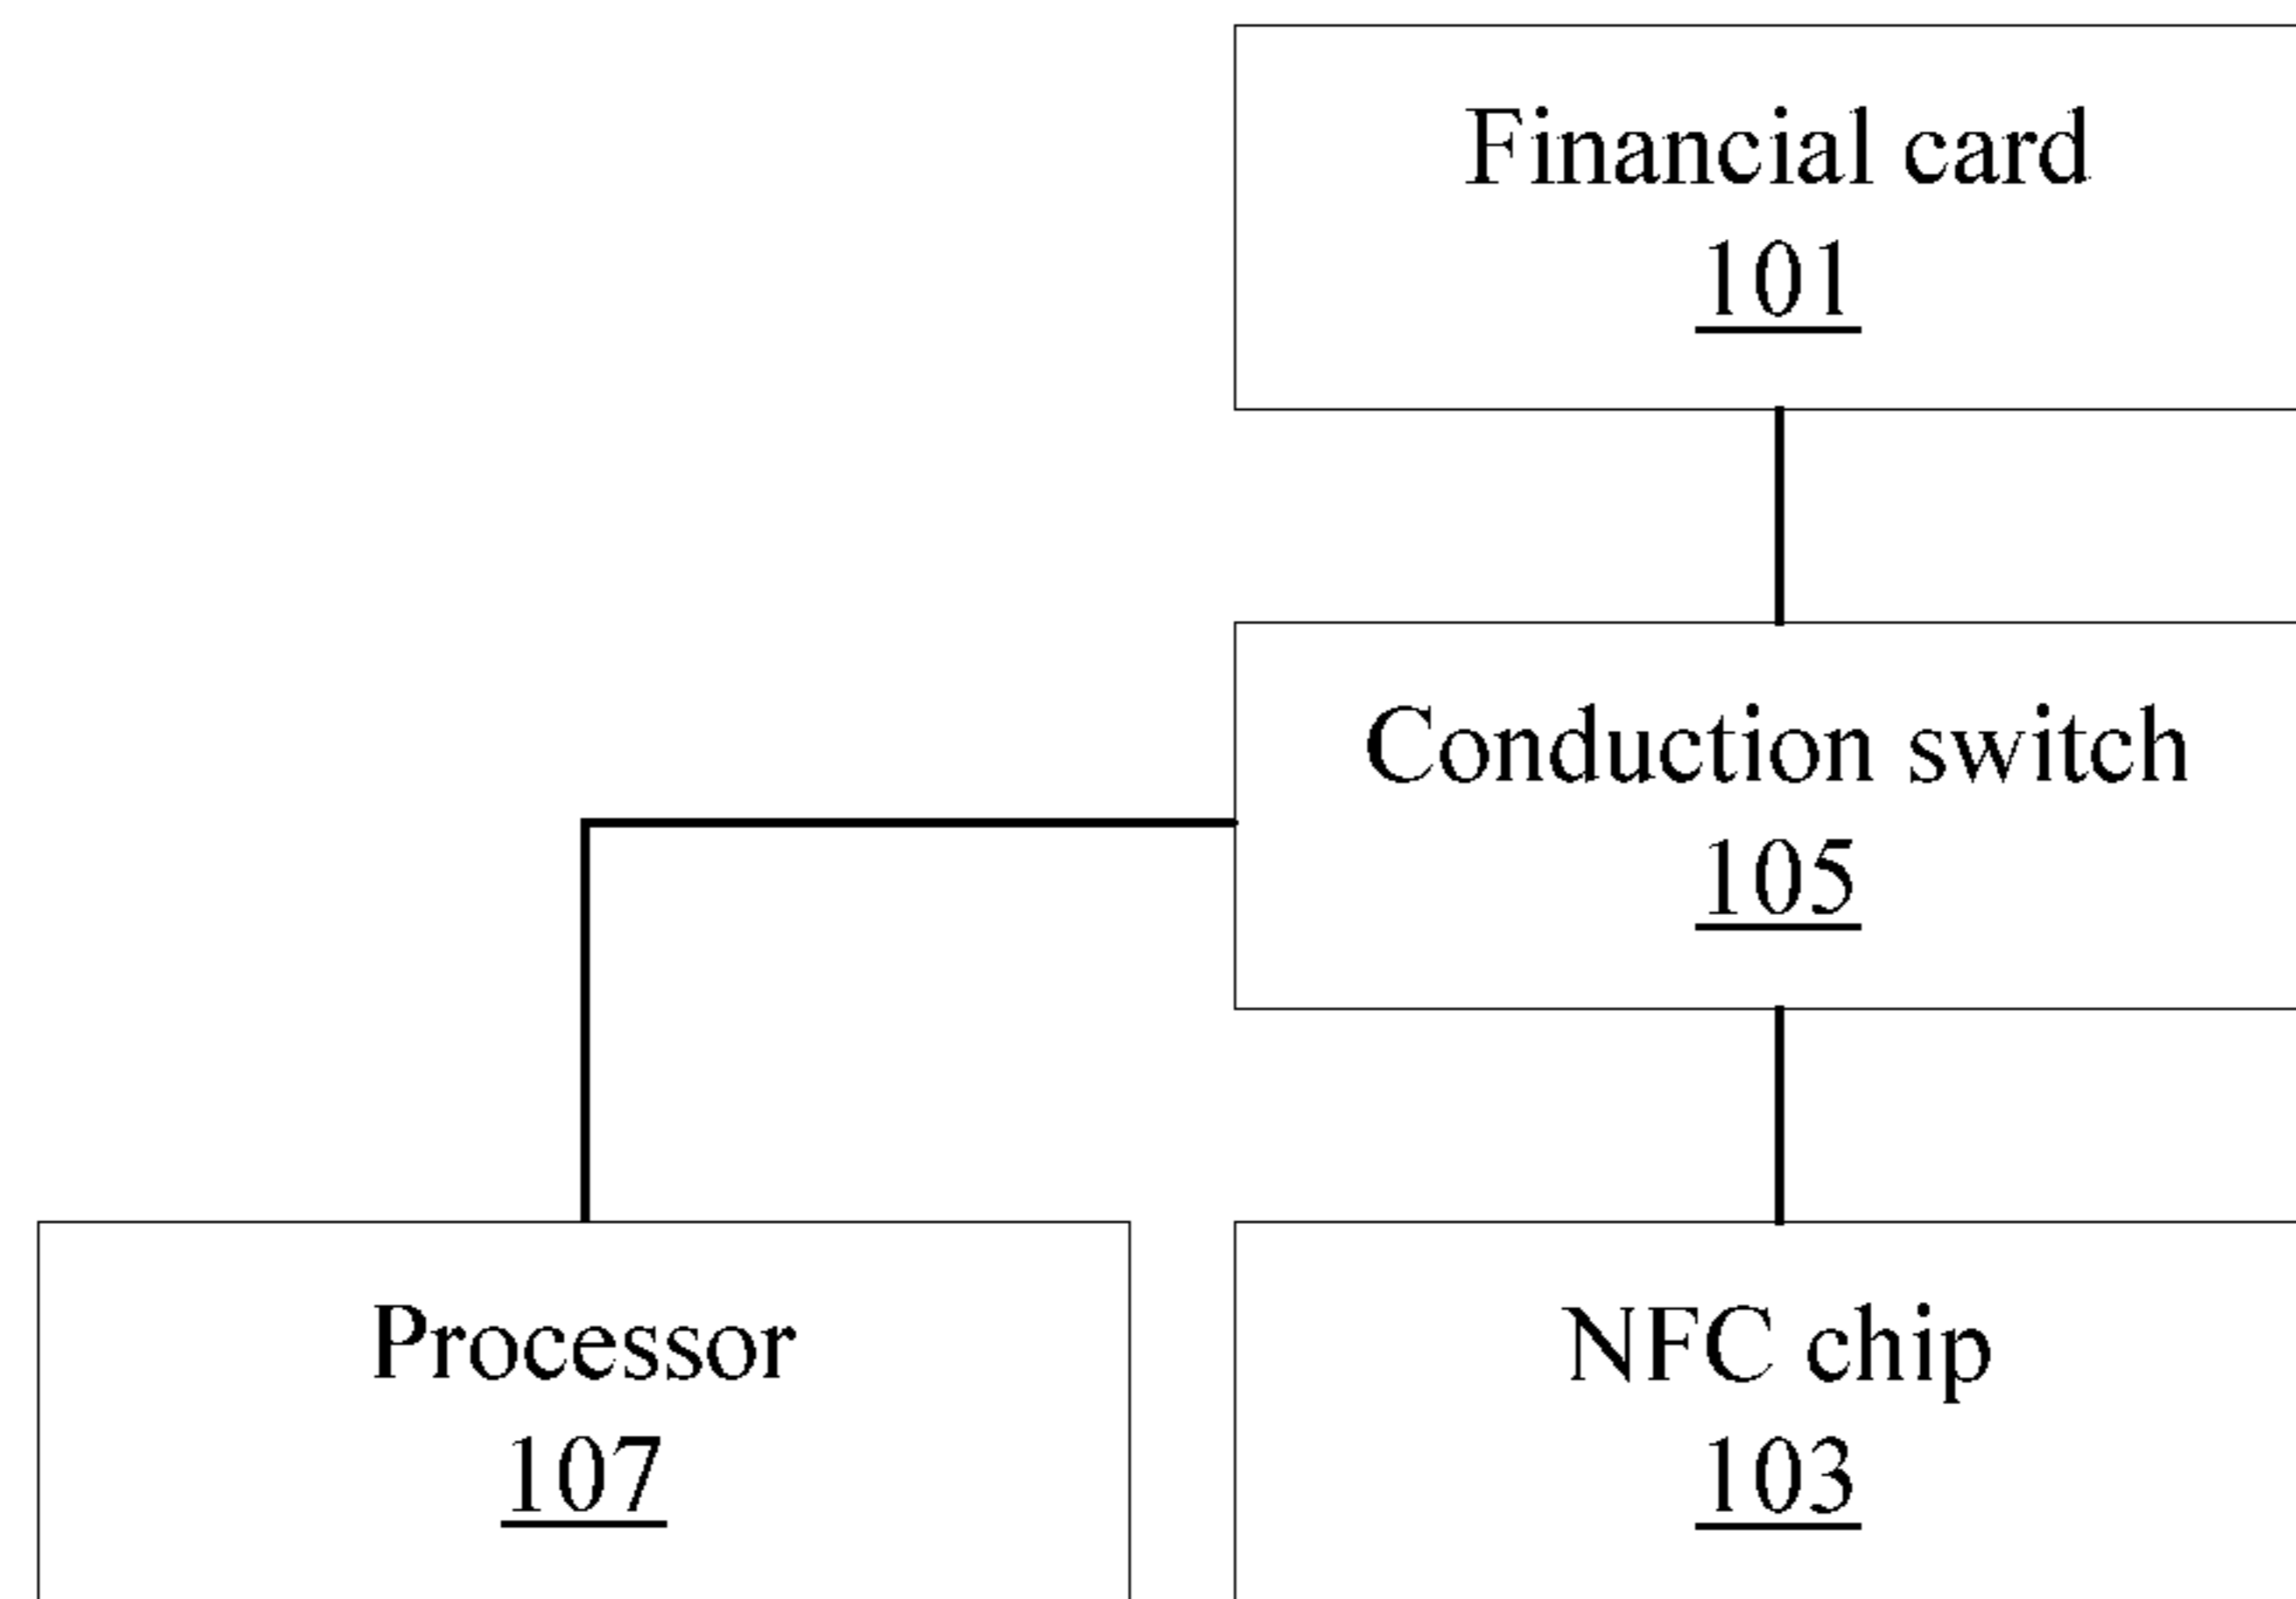 Financial card
101
Conduction switch
105
Processor
107
NFC chip
103